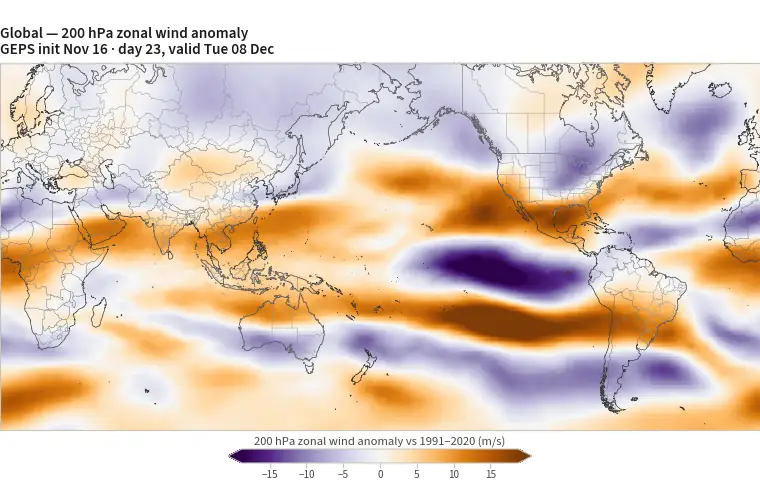 Global — 200 hPa zonal wind anomaly
GEPS init Nov 16 · day 23, valid Tue 08 Dec
200 hPa zonal wind anomaly vs 1991–2020 (m/s)
−15 −10 −5 0 5 10 15